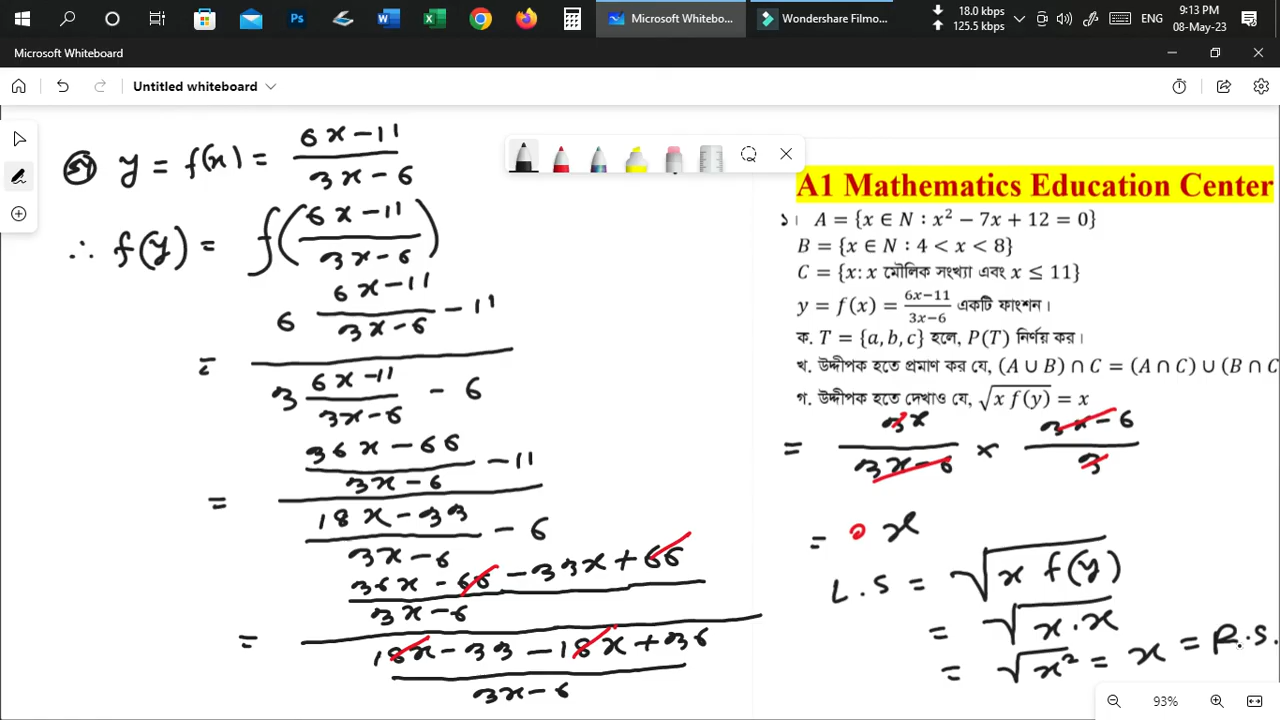 18.0 kbps
125.5 kbps
Microsoft Whitebo...
Wondershare Filmo...
ENG
9:13 PM
08-May-23
Microsoft Whiteboard
Untitled whiteboard
y = f(x) = (6x-11)/(3x-6)
∴ f(y) = f((6x-11)/(3x-6))
= (6 (6x-11)/(3x-6) - 11)/(3 (6x-11)/(3x-6) - 6)
= ((36x-66)/(3x-6) - 11)/((18x-33)/(3x-6) - 6)
= ((36x-66-33x+66)/(3x-6))/((18x-33-18x+36)/(3x-6))
A1 Mathematics Education Center
১। A = {x ∈ N : x² − 7x + 12 = 0}
B = {x ∈ N : 4 < x < 8}
C = {x: x মৌলিক সংখ্যা এবং x ≤ 11}
y = f(x) = (6x−11)/(3x−6) একটি ফাংশন।
ক. T = {a, b, c} হলে, P(T) নির্ণয় কর।
খ. উদ্দীপক হতে প্রমাণ কর যে, (A ∪ B) ∩ C = (A ∩ C) ∪ (B ∩ C
গ. উদ্দীপক হতে দেখাও যে, √(x f(y)) = x
= 3x/(3x-6) × (3x-6)/3
= x
L.S = √(x f(y))
= √(x.x)
= √x² = x = R.S.
93%